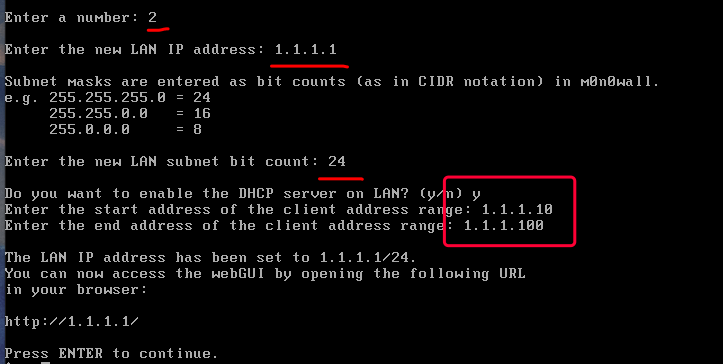 Enter a number: 2
Enter the new LAN IP address: 1.1.1.1
Subnet masks are entered as bit counts (as in CIDR notation) in m0n0wall.
e.g. 255.255.255.0 = 24
255.255.0.0 = 16
255.0.0.0 = 8
Enter the new LAN subnet bit count: 24
Do you want to enable the DHCP server on LAN? (y/n) y
Enter the start address of the client address range: 1.1.1.10
Enter the end address of the client address range: 1.1.1.100
The LAN IP address has been set to 1.1.1.1/24.
You can now access the webGUI by opening the following URL
in your browser:
http://1.1.1.1/
Press ENTER to continue.